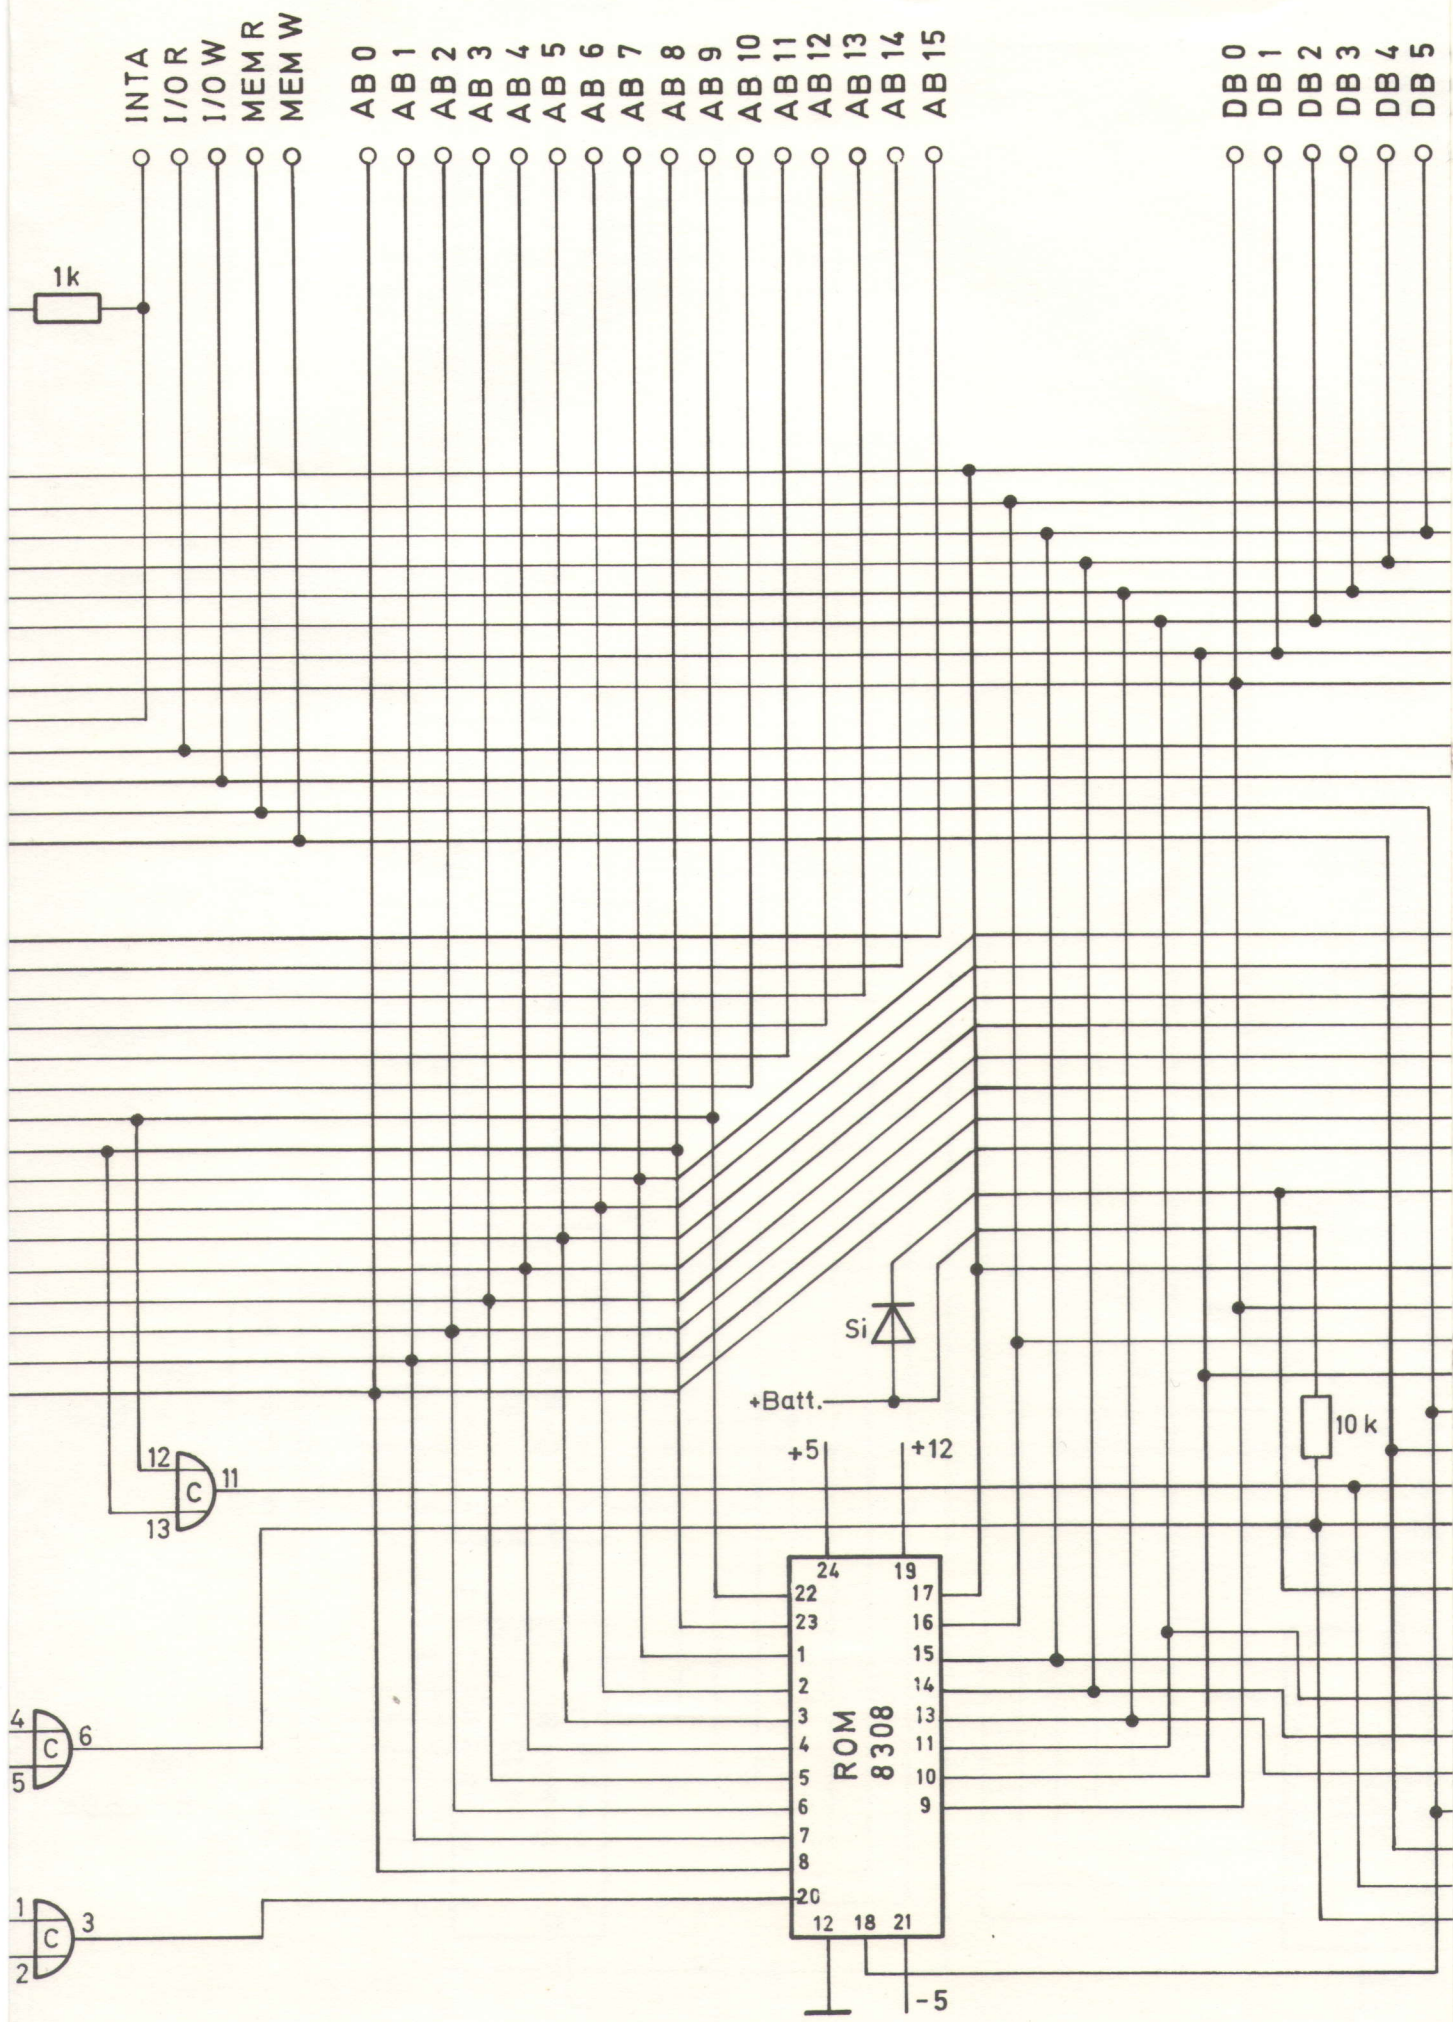 INTA
I/O R
I/O W
MEM R
MEM W
AB 0
AB 1
AB 2
AB 3
AB 4
AB 5
AB 6
AB 7
AB 8
AB 9
AB 10
AB 11
AB 12
AB 13
AB 14
AB 15
DB 0
DB 1
DB 2
DB 3
DB 4
DB 5
1k
Si
+Batt.
10 k
+5
+12
12
C
11
13
24
19
22
17
23
16
1
15
2
14
3
13
4
11
5
10
6
9
7
8
20
ROM
8308
12
18
21
-5
4
C
6
5
1
C
3
2